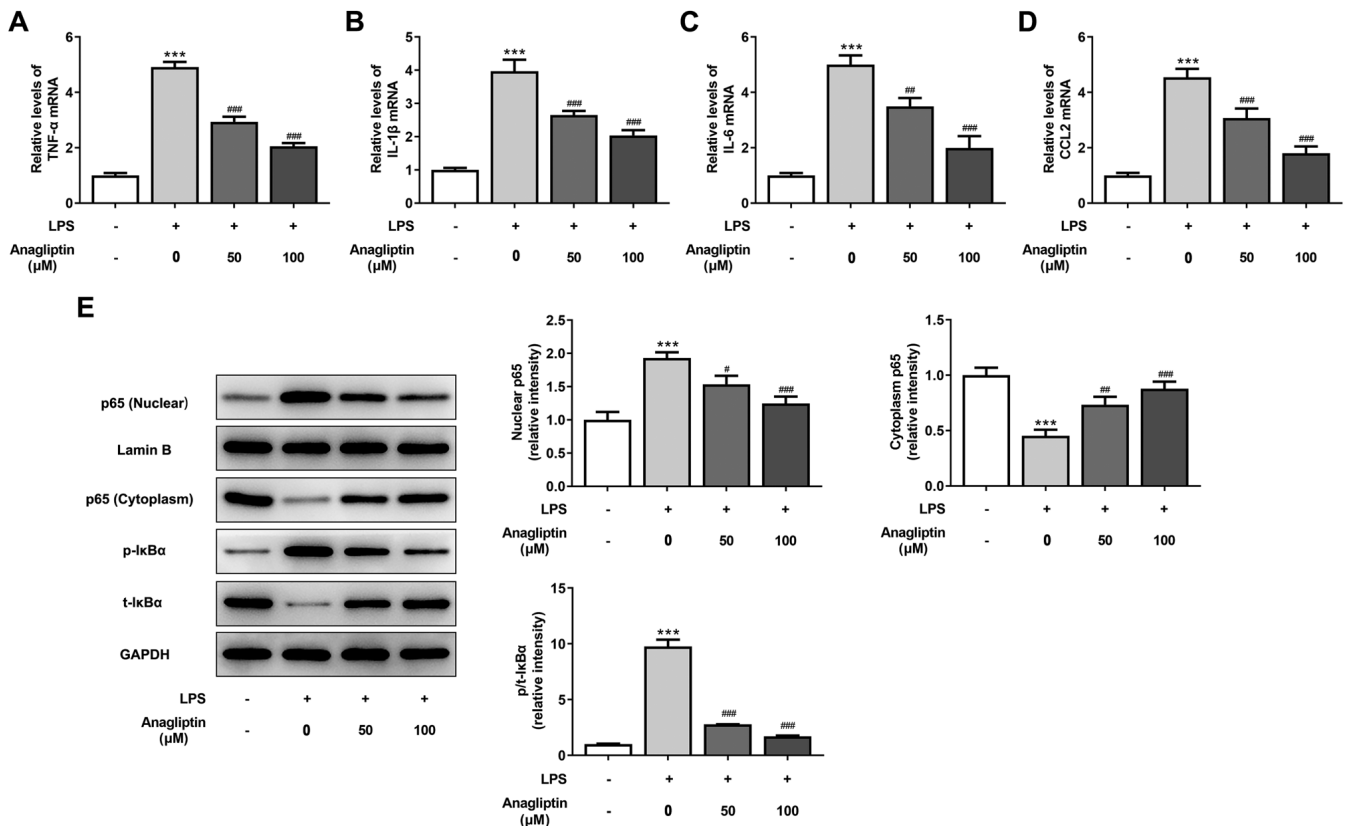 A
Relative levels of
TNF-α mRNA
6
4
2
0
***
###
###
LPS
- + + +
Anagliptin
(μM)
- 0 50 100
B
Relative levels of
IL-1β mRNA
5
4
3
2
1
0
***
###
###
LPS
- + + +
Anagliptin
(μM)
- 0 50 100
C
Relative levels of
IL-6 mRNA
6
4
2
0
***
##
###
LPS
- + + +
Anagliptin
(μM)
- 0 50 100
D
Relative levels of
CCL2 mRNA
6
4
2
0
***
###
###
LPS
- + + +
Anagliptin
(μM)
- 0 50 100
E
p65 (Nuclear)
Lamin B
p65 (Cytoplasm)
p-IκBα
t-IκBα
GAPDH
LPS
- + + +
Anagliptin
(μM)
- 0 50 100
Nuclear p65
(relative intensity)
2.5
2.0
1.5
1.0
0.5
0.0
***
#
###
LPS
- + + +
Anagliptin
(μM)
- 0 50 100
Cytoplasm p65
(relative intensity)
1.5
1.0
0.5
0.0
***
##
###
LPS
- + + +
Anagliptin
(μM)
- 0 50 100
p/t-IκBα
(relative intensity)
15
10
5
0
***
###
###
LPS
- + + +
Anagliptin
(μM)
- 0 50 100